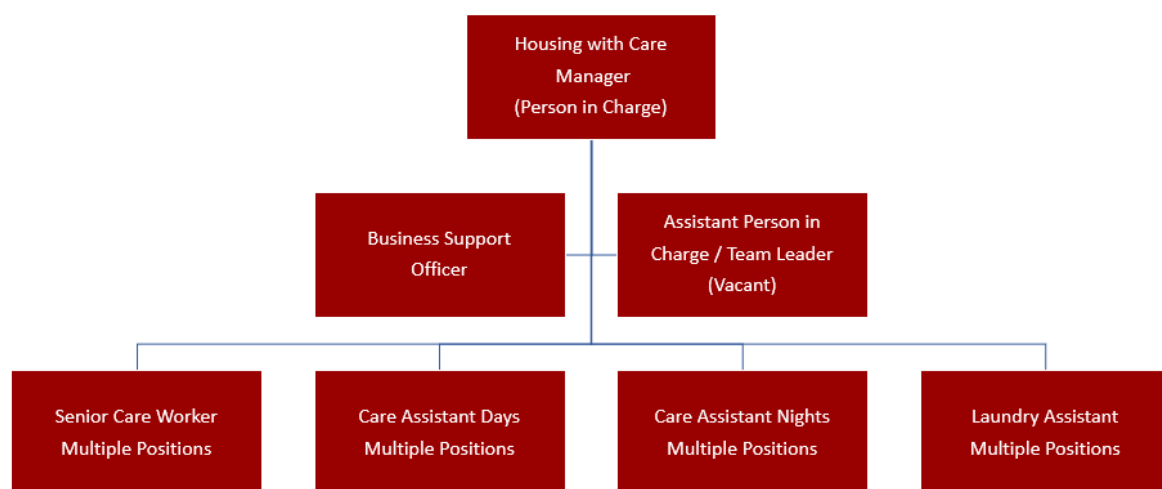 Housing with Care
Manager
(Person in Charge)
Business Support
Officer
Assistant Person in
Charge / Team Leader
(Vacant)
Senior Care Worker
Multiple Positions
Care Assistant Days
Multiple Positions
Care Assistant Nights
Multiple Positions
Laundry Assistant
Multiple Positions